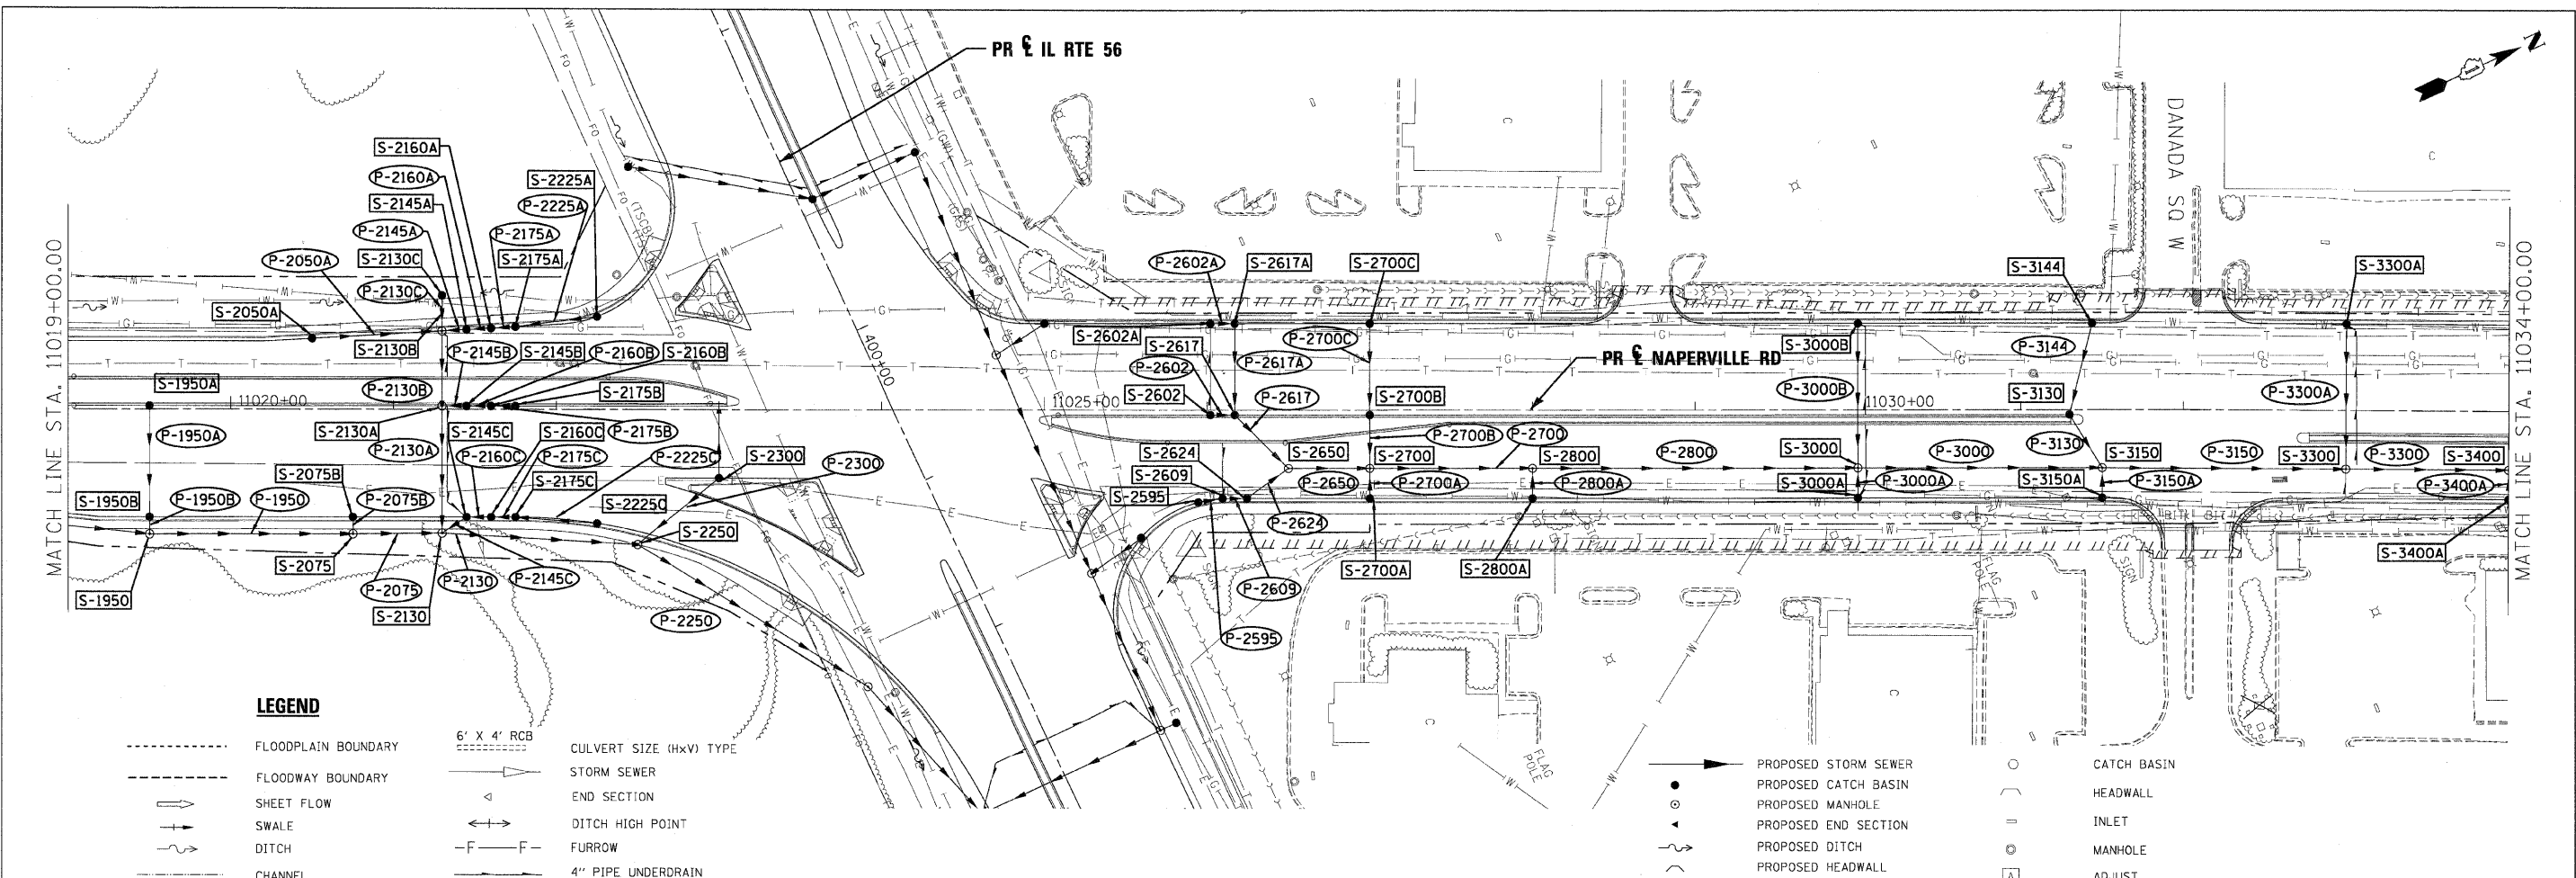 PR ℄ IL RTE 56
N
DANADA SQ W
MATCH LINE STA. 11019+00.00
MATCH LINE STA. 11034+00.00
S-2160A
P-2160A
S-2145A
P-2145A
S-2130C
P-2130C
P-2050A
S-2050A
S-2130B
S-2225A
P-2225A
P-2175A
S-2175A
P-2145B
S-2145B
P-2160B
S-2160B
S-1950A
P-2130B
S-2175B
11020+00
400+00
P-1950A
S-2130A
P-2130A
S-2145C
S-2160C
P-2175B
P-2160C
P-2175C
P-2225C
S-2300
P-2300
S-2075B
S-2175C
S-1950B
P-1950B
P-1950
P-2075B
S-2225C
S-2250
S-2075
P-2075
P-2130
P-2145C
S-1950
S-2130
P-2250
P-2602A
S-2617A
S-2700C
S-3144
S-3300A
S-2602A
P-2700C
S-2617
P-2617A
P-2602
PR ℄ NAPERVILLE RD
S-3000B
P-3144
P-3000B
S-3130
P-3300A
S-2602
P-2617
S-2700B
11025+00
11030+00
P-2700B
P-2700
S-2624
S-2650
S-2700
S-2800
P-2800
S-3000
P-3000
P-3130
S-3150
P-3150
S-3300
P-3300
S-3400
S-2609
P-2650
P-2700A
P-2800A
S-3000A
P-3000A
S-3150A
P-3150A
P-3400A
S-2595
P-2624
S-2700A
S-2800A
S-3400A
P-2609
P-2595
SIGN
FLAG POLE
SIGN
FLAG POLE
LEGEND
FLOODPLAIN BOUNDARY
FLOODWAY BOUNDARY
SHEET FLOW
SWALE
DITCH
CHANNEL
6' X 4' RCB
CULVERT SIZE (HxV) TYPE
STORM SEWER
END SECTION
DITCH HIGH POINT
-F——F- FURROW
4" PIPE UNDERDRAIN
PROPOSED STORM SEWER
PROPOSED CATCH BASIN
PROPOSED MANHOLE
PROPOSED END SECTION
PROPOSED DITCH
PROPOSED HEADWALL
CATCH BASIN
HEADWALL
INLET
MANHOLE
A ADJUST